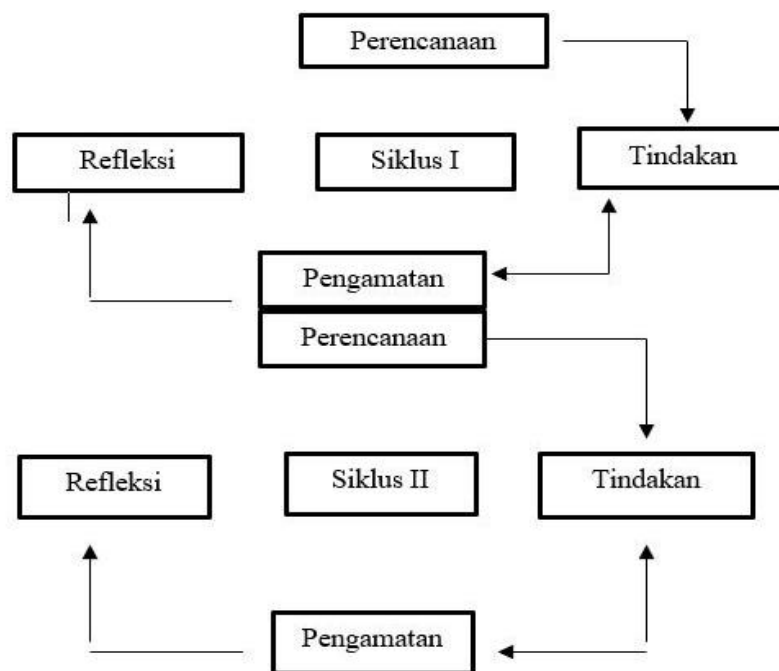 Perencanaan
Refleksi
Siklus I
Tindakan
Pengamatan
Perencanaan
Refleksi
Siklus II
Tindakan
Pengamatan